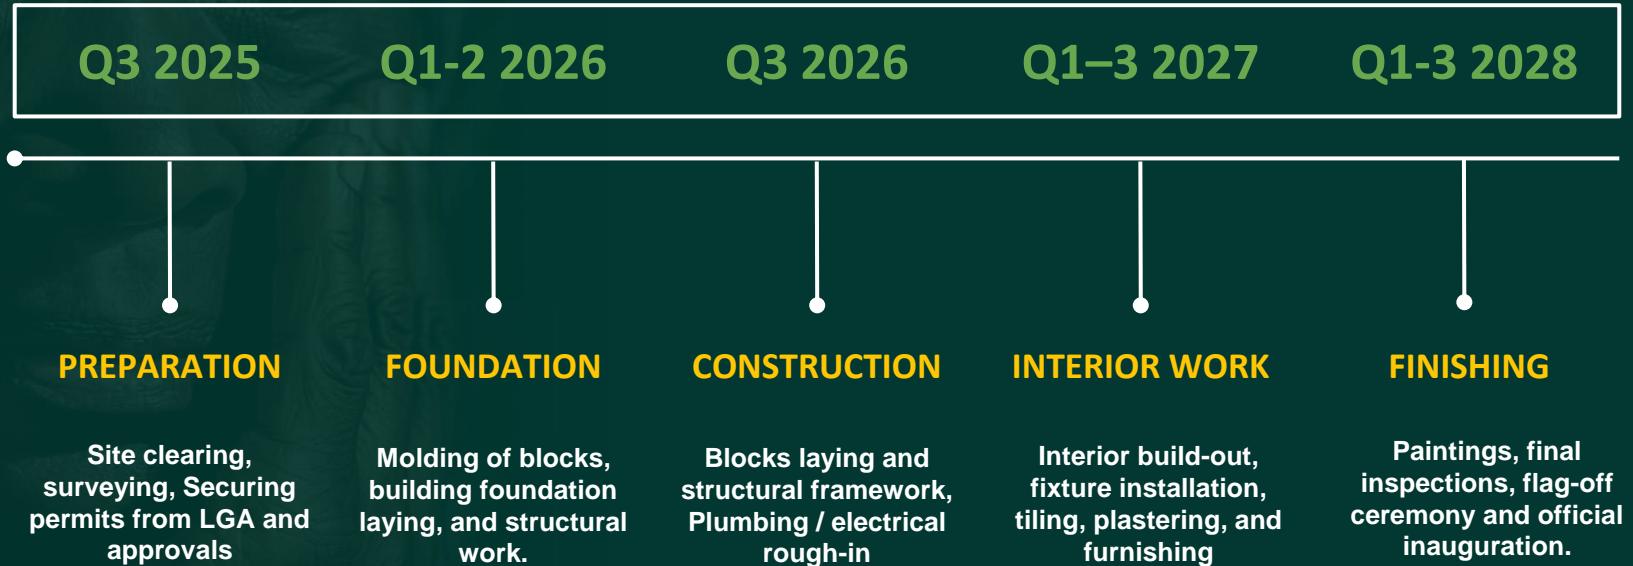 Q3 2025
Q1-2 2026
Q3 2026
Q1–3 2027
Q1-3 2028
PREPARATION
Site clearing,
surveying, Securing
permits from LGA and
approvals
FOUNDATION
Molding of blocks,
building foundation
laying, and structural
work.
CONSTRUCTION
Blocks laying and
structural framework,
Plumbing / electrical
rough-in
INTERIOR WORK
Interior build-out,
fixture installation,
tiling, plastering, and
furnishing
FINISHING
Paintings, final
inspections, flag-off
ceremony and official
inauguration.